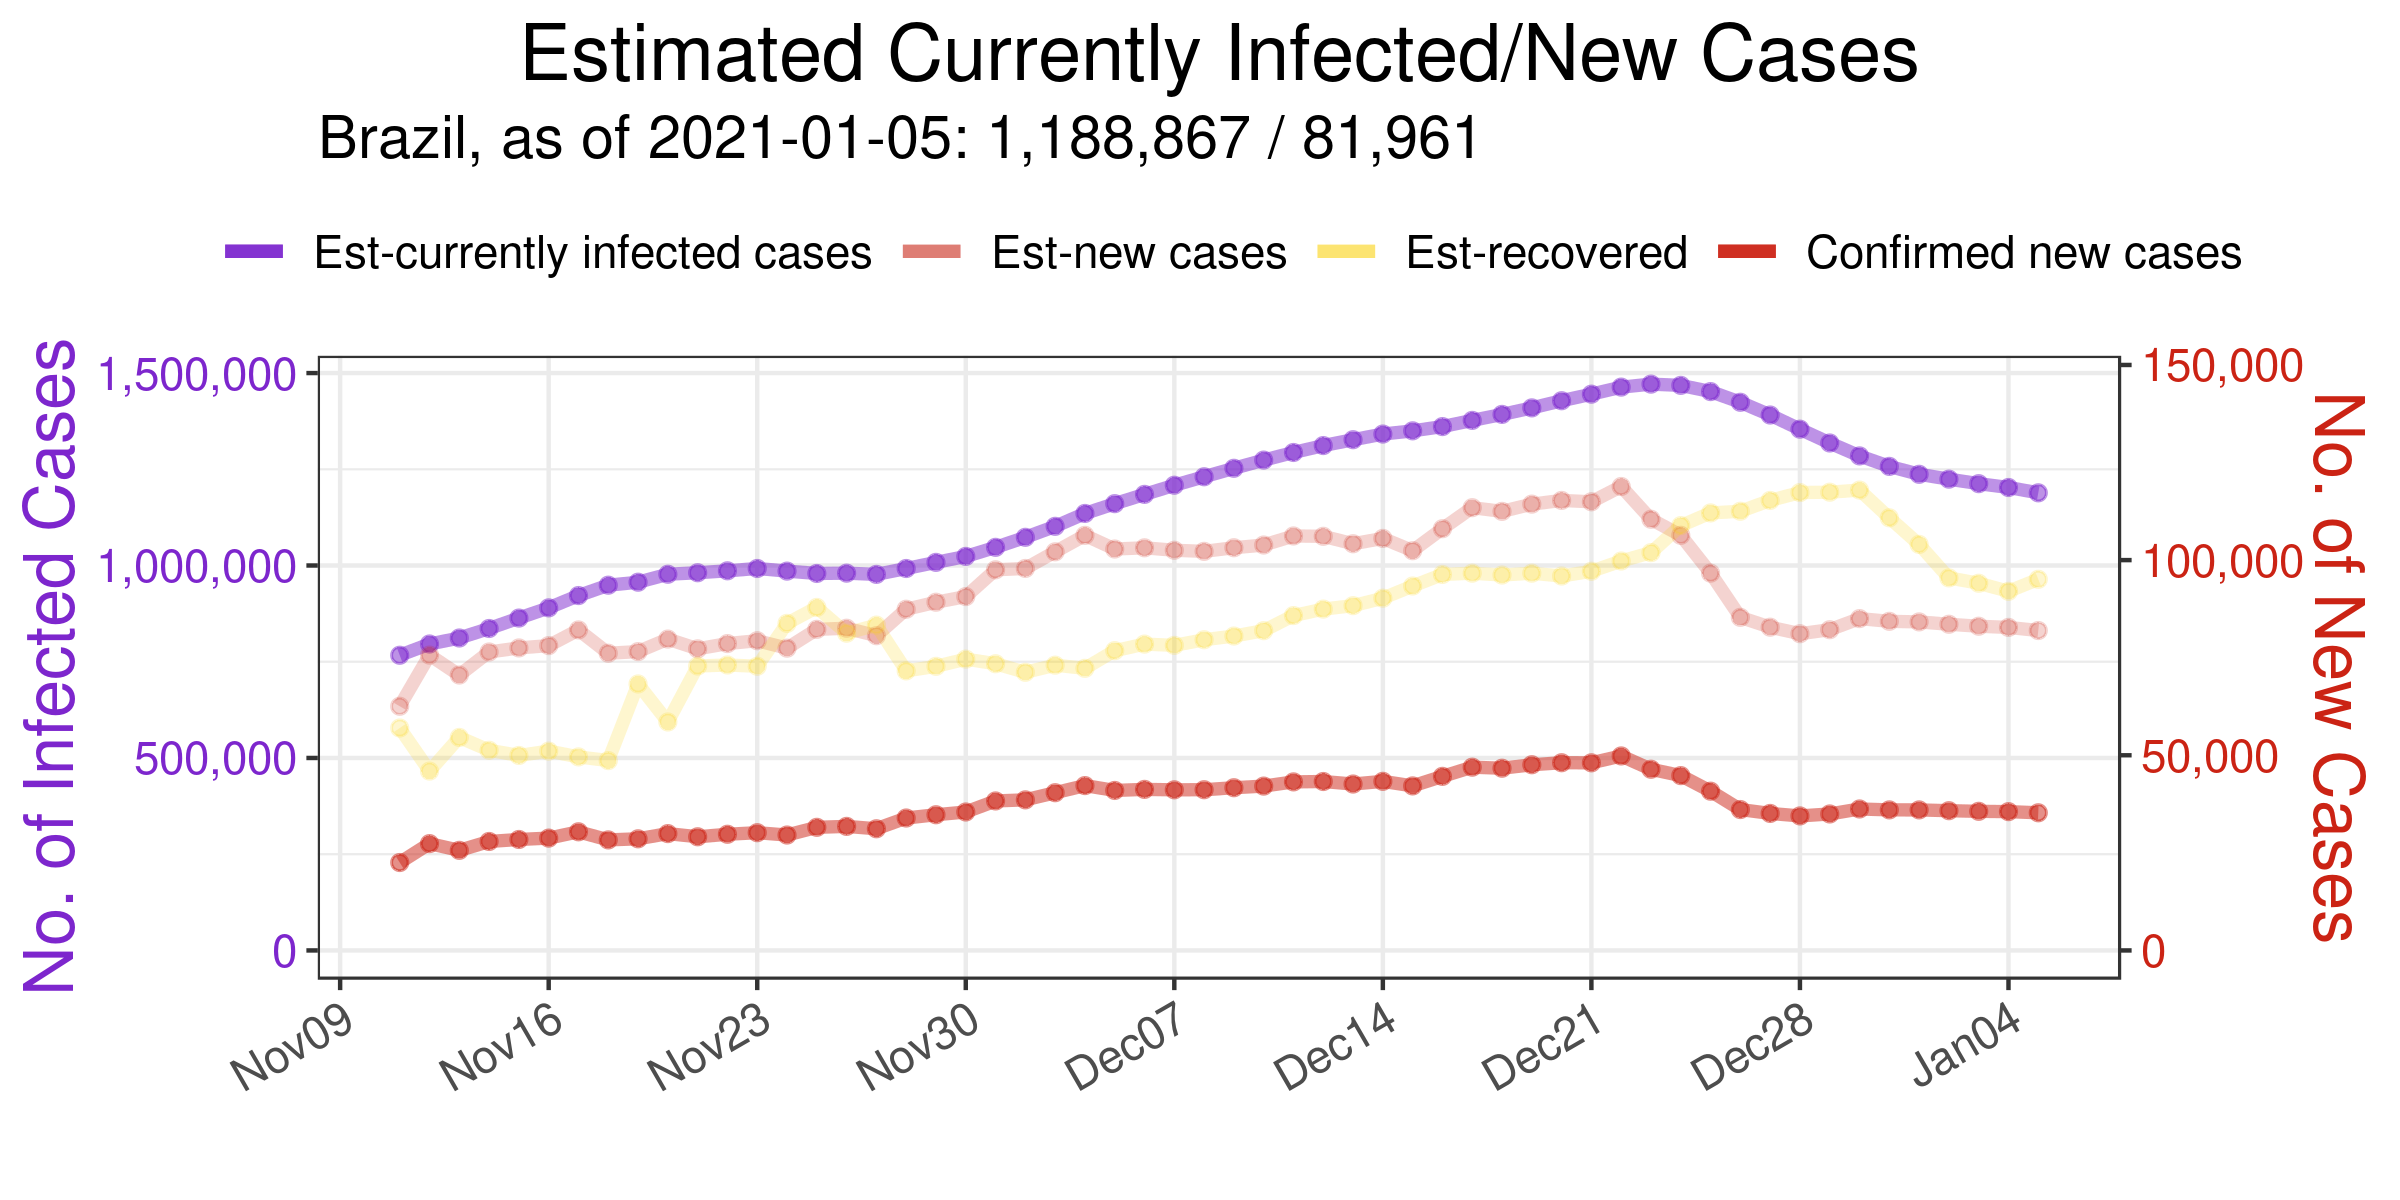 Estimated Currently Infected/New Cases
Brazil, as of 2021-01-05: 1,188,867 / 81,961
Est-currently infected cases Est-new cases Est-recovered Confirmed new cases
No. of Infected Cases
1,500,000
1,000,000
500,000
0
150,000
100,000
50,000
0
No. of New Cases
Nov09 Nov16 Nov23 Nov30 Dec07 Dec14 Dec21 Dec28 Jan04